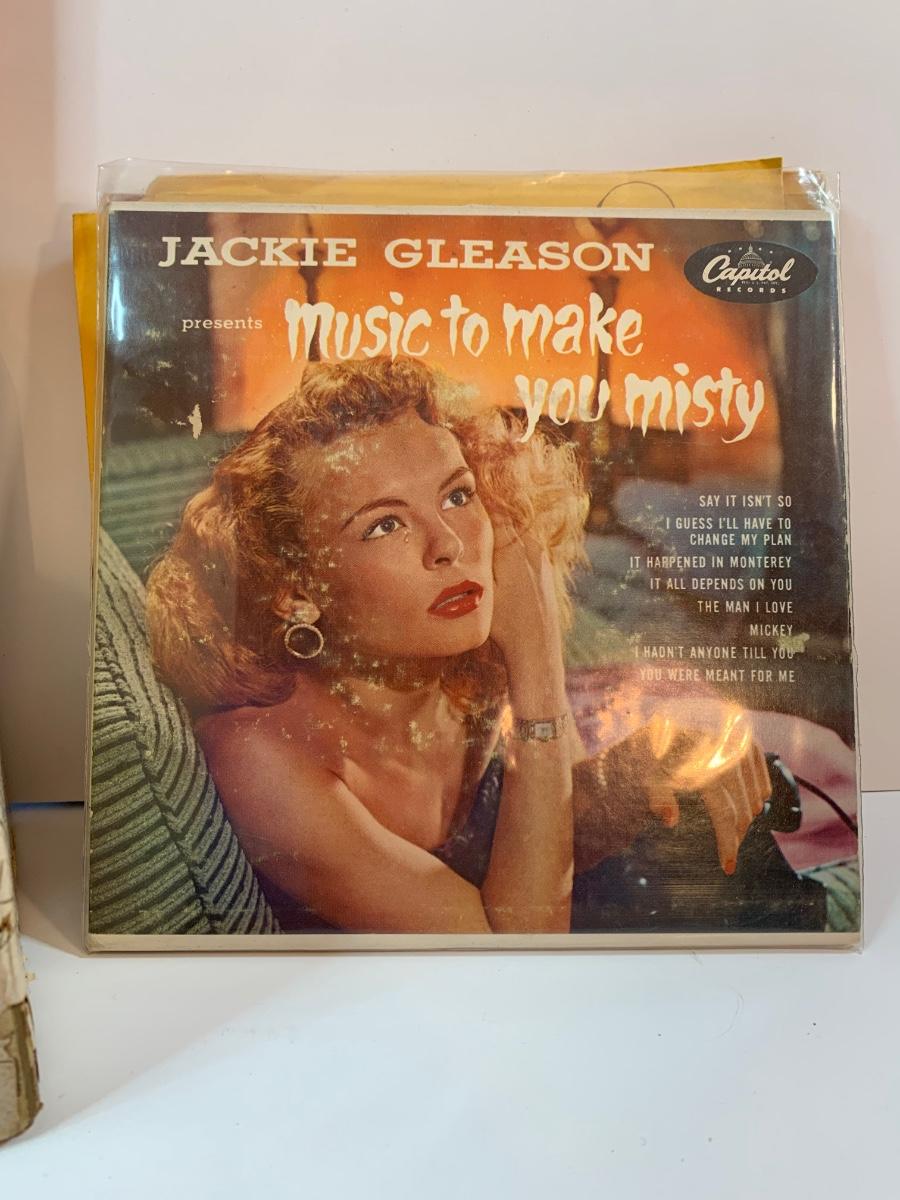 JACKIE GLEASON
Capitol
RECORDS
presents music to make
you misty
SAY IT ISN'T SO
I GUESS I'LL HAVE TO
CHANGE MY PLAN
IT HAPPENED IN MONTEREY
IT ALL DEPENDS ON YOU
THE MAN I LOVE
MICKEY
I HADN'T ANYONE TILL YOU
YOU WERE MEANT FOR ME